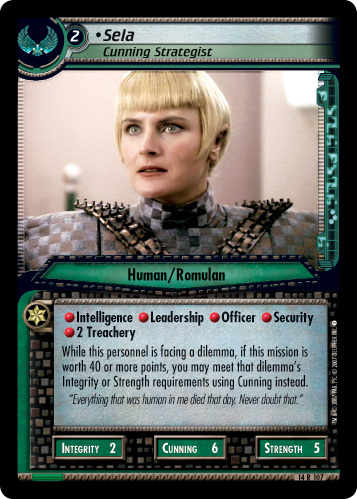 2
•Sela
Cunning Strategist
Human/Romulan
Intelligence Leadership Officer Security
2 Treachery
While this personnel is facing a dilemma, if this mission is
worth 40 or more points, you may meet that dilemma's
Integrity or Strength requirements using Cunning instead.
"Everything that was human in me died that day. Never doubt that."
INTEGRITY 2 CUNNING 6 STRENGTH 5
14 R 107